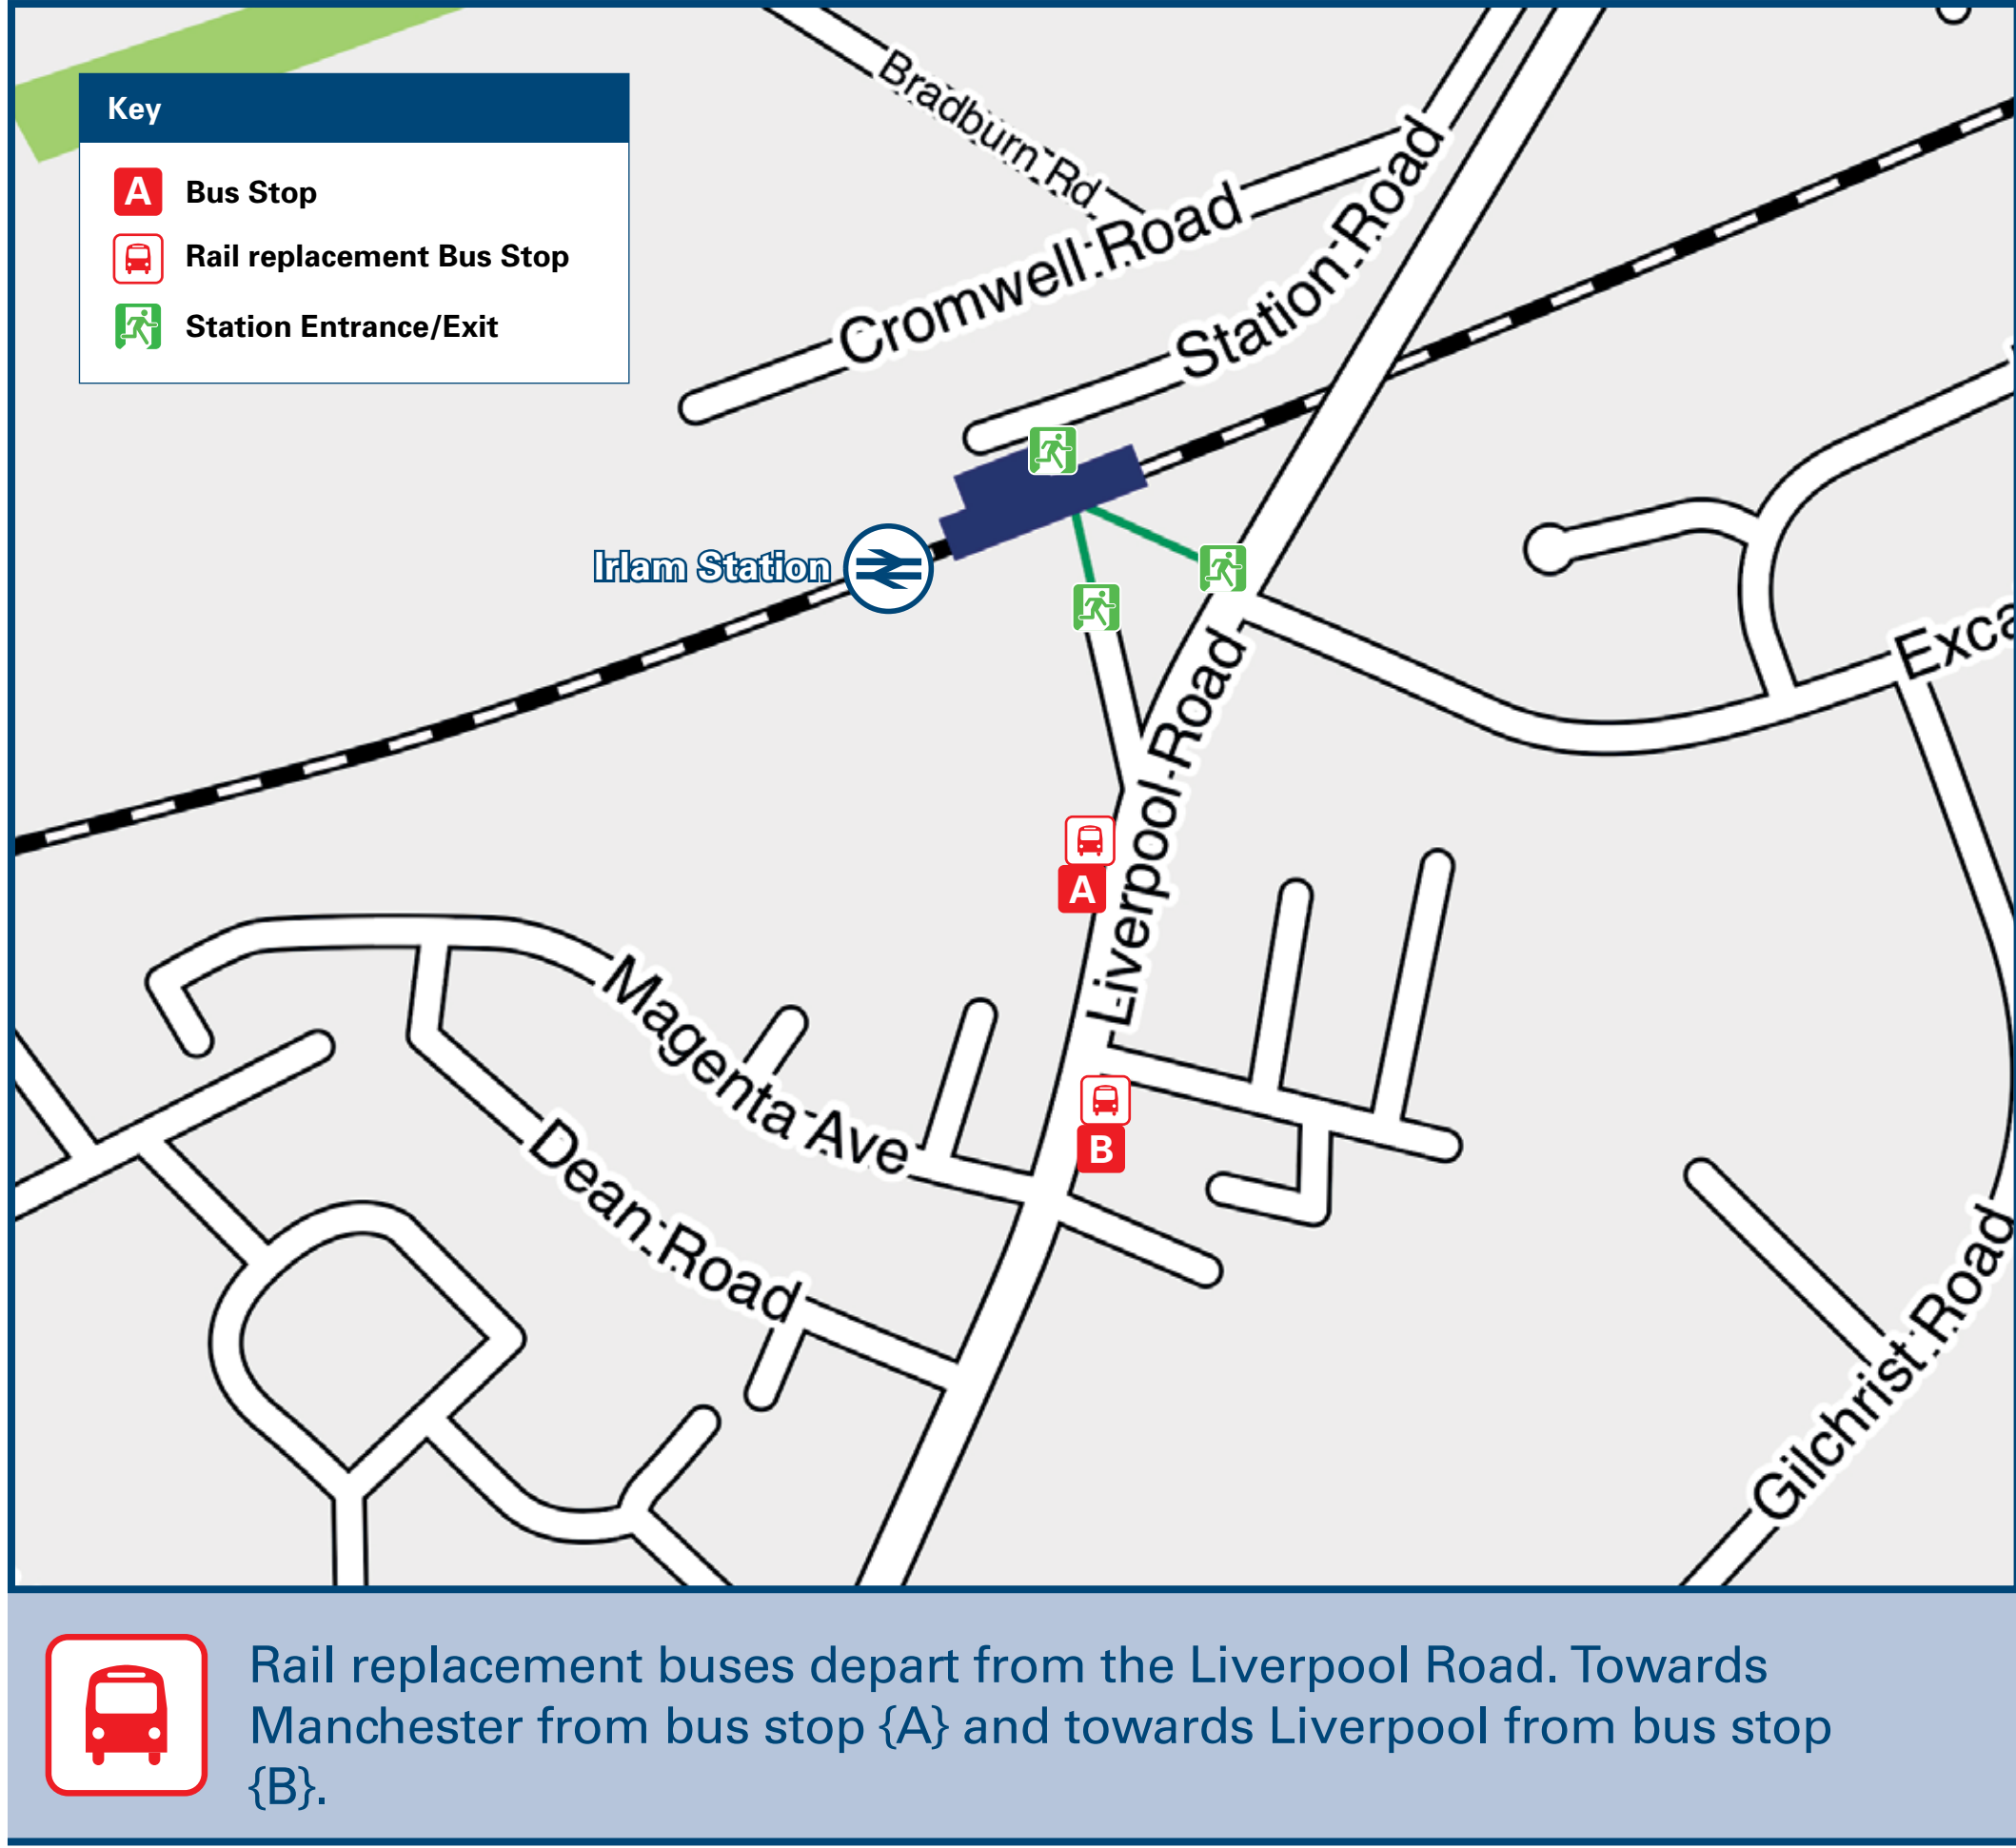 Key
A Bus Stop
Rail replacement Bus Stop
Station Entrance/Exit
Bradburn Rd
Cromwell Road
Station Road
Irlam Station
Exca
Liverpool Road
A
Magenta Ave
B
Dean Road
Gilchrist Road
Rail replacement buses depart from the Liverpool Road. Towards
Manchester from bus stop {A} and towards Liverpool from bus stop
{B}.